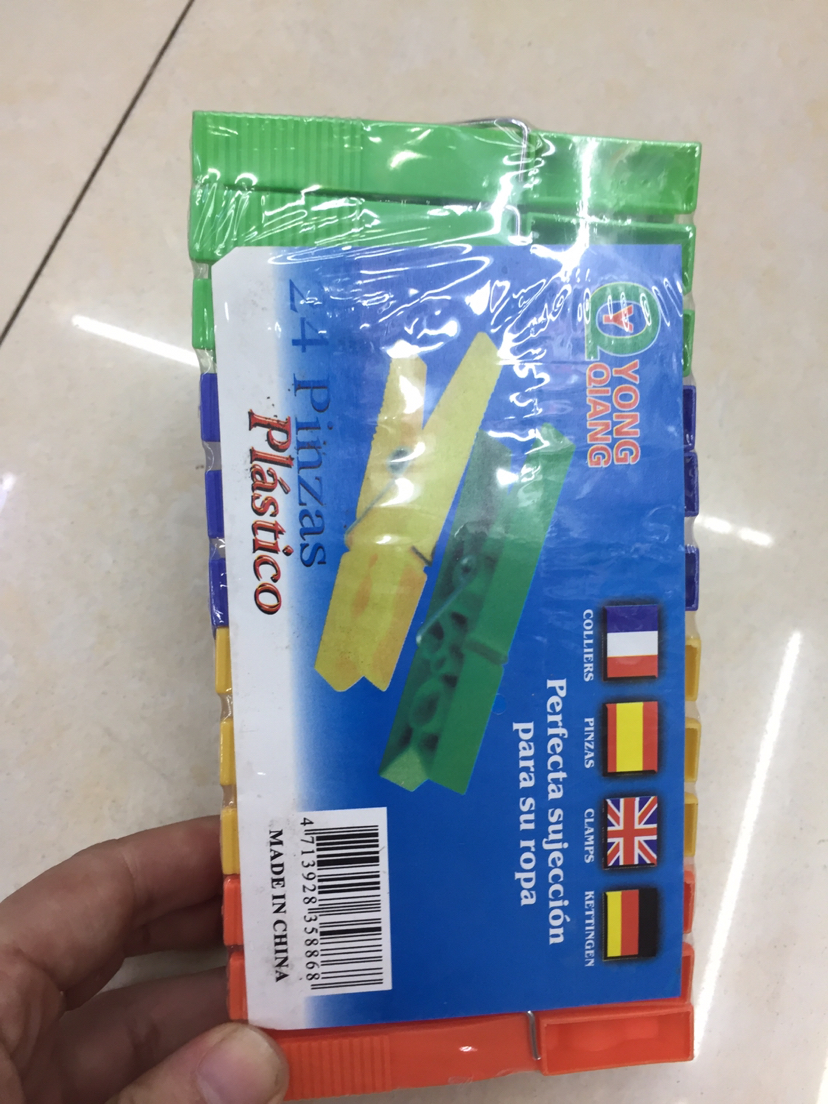 YQ
YONG
QIANG
COLLIERS
PINZAS
CLAMPS
KETTINGEN
Perfecta sujección
para su ropa
24 Pinzas
Plástico
4 713928 358868
MADE IN CHINA